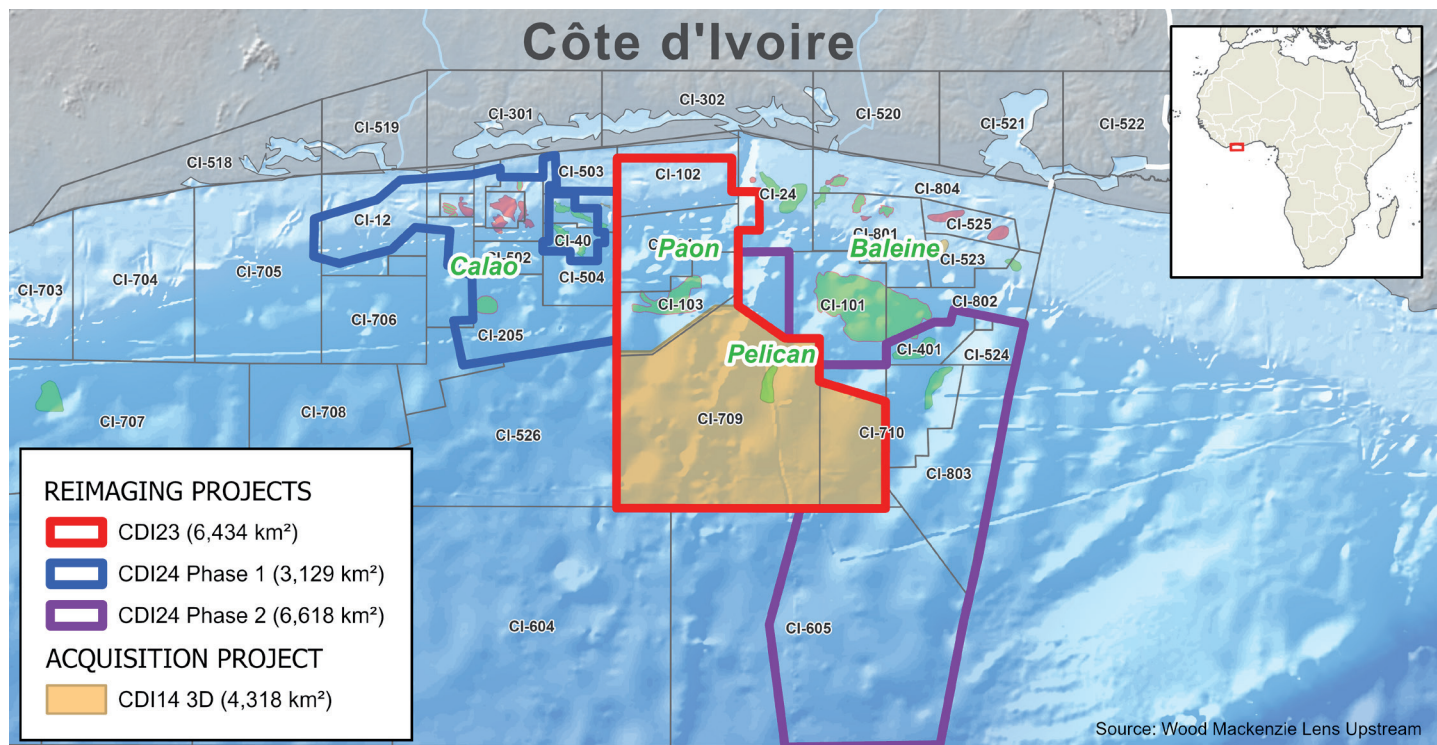 Côte d'Ivoire
CI-302
CI-301
CI-520
CI-519
CI-521
CI-522
CI-518
CI-503
CI-102
CI-24
CI-804
CI-12
CI-525
CI-40
CI-801
Paon
Baleine
CI-502
Calao
CI-523
CI-704
CI-705
CI-504
CI-703
CI-103
CI-101
CI-802
CI-706
CI-205
CI-401
CI-524
Pelican
CI-707
CI-708
CI-709
CI-526
CI-710
CI-803
REIMAGING PROJECTS
CDI23 (6,434 km²)
CDI24 Phase 1 (3,129 km²)
CDI24 Phase 2 (6,618 km²)
ACQUISITION PROJECT
CDI14 3D (4,318 km²)
CI-604
CI-605
Source: Wood Mackenzie Lens Upstream